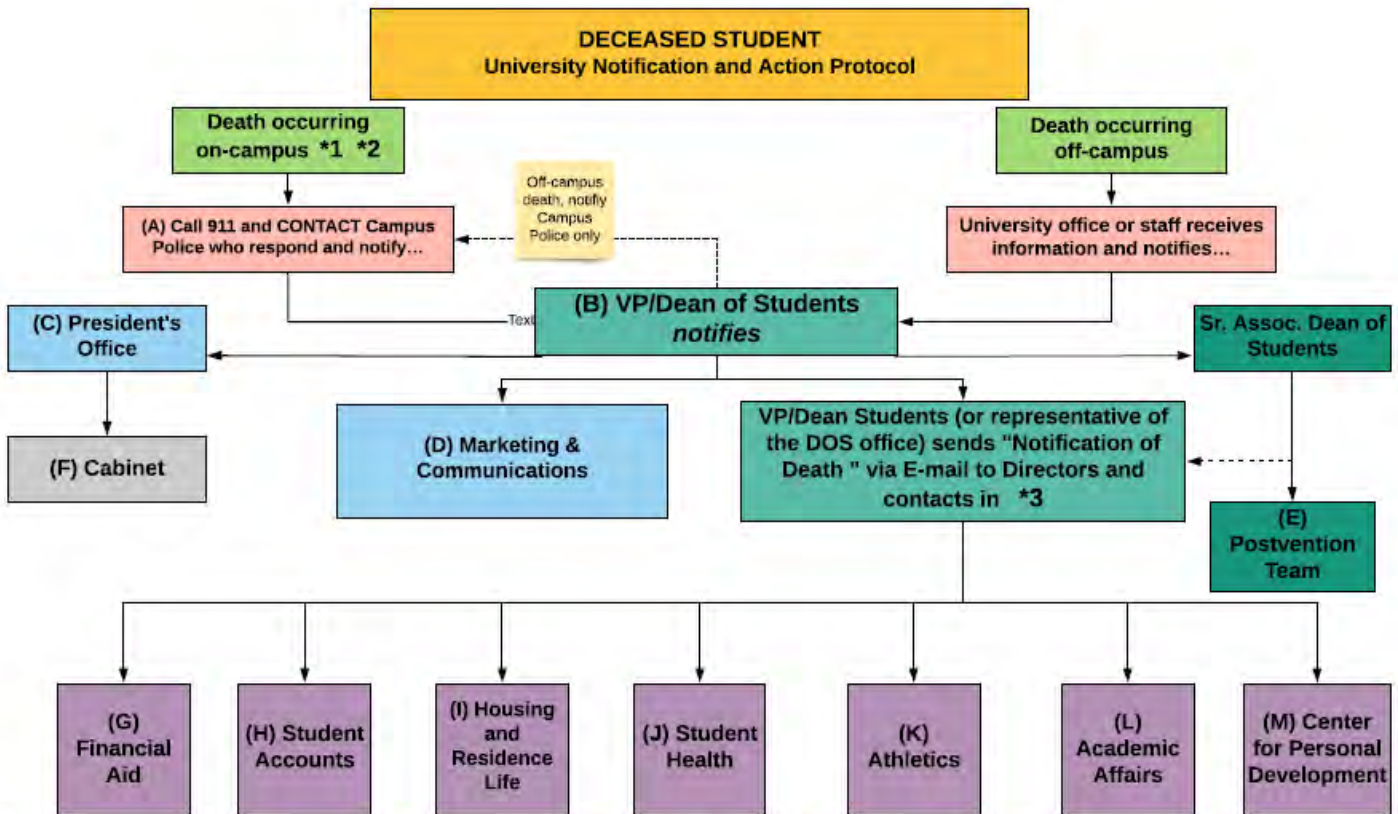 DECEASED STUDENT
University Notification and Action Protocol
Death occurring
on-campus *1 *2
Death occurring
off-campus
Off-campus
death, notifiy
Campus
Police only
(A) Call 911 and CONTACT Campus
Police who respond and notify…
University office or staff receives
information and notifies…
(B) VP/Dean of Students
notifies
Text
(C) President's
Office
Sr. Assoc. Dean of
Students
(F) Cabinet
(D) Marketing &
Communications
VP/Dean Students (or representative of
the DOS office) sends "Notification of
Death " via E-mail to Directors and
contacts in *3
(E)
Postvention
Team
(G)
Financial
Aid
(H) Student
Accounts
(I) Housing
and
Residence
Life
(J) Student
Health
(K)
Athletics
(L)
Academic
Affairs
(M) Center
for Personal
Development